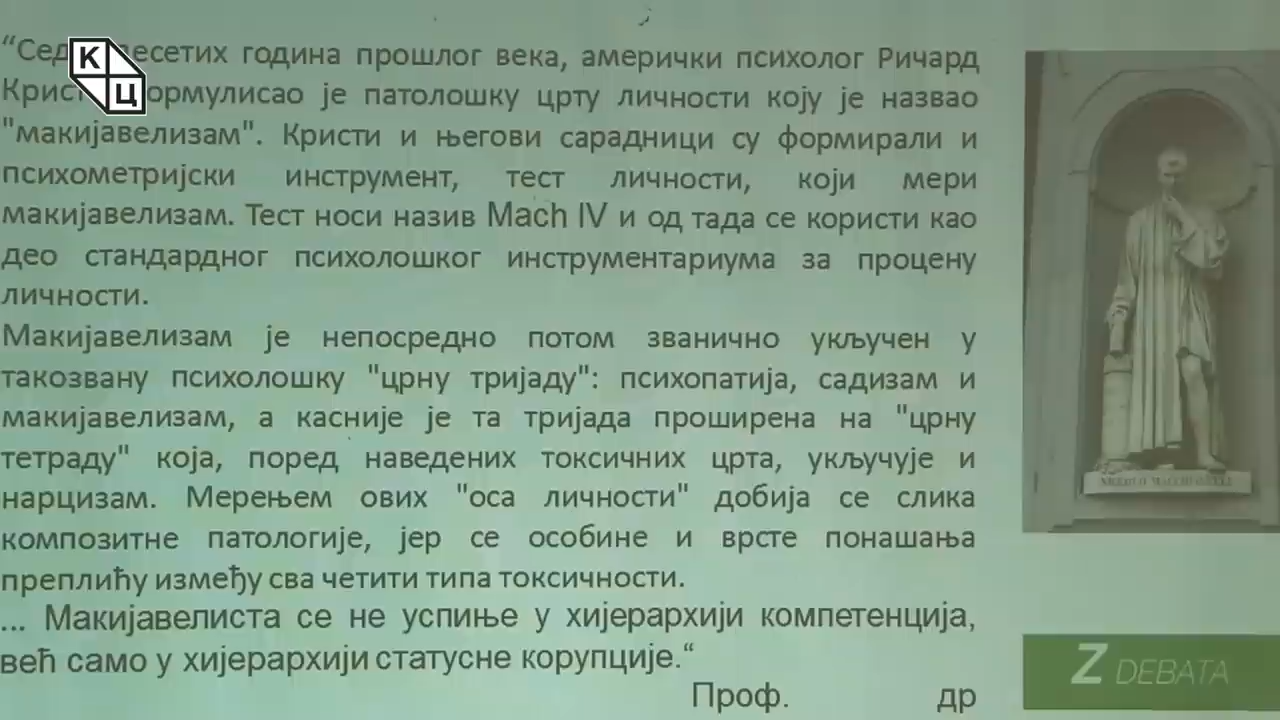 “Сед десетих година прошлог века, амерички психолог Ричард
Крист ормулисао је патолошку црту личности коју је назвао
"макијавелизам". Кристи и његови сарадници су формирали и
психометријски инструмент, тест личности, који мери
макијавелизам. Тест носи назив Mach IV и од тада се користи као
део стандардног психолошког инструментариума за процену
личности.
Макијавелизам је непосредно потом званично укључен у
такозвану психолошку "црну тријаду": психопатија, садизам и
макијавелизам, а касније је та тријада проширена на "црну
тетраду" која, поред наведених токсичних црта, укључује и
нарцизам. Мерењем ових "оса личности" добија се слика
композитне патологије, јер се особине и врсте понашања
преплићу између сва четити типа токсичности.
... Макијавелиста се не успиње у хијерархији компетенција,
већ само у хијерархији статусне корупције.“
Проф. др
К
Ц
Z DEBATA